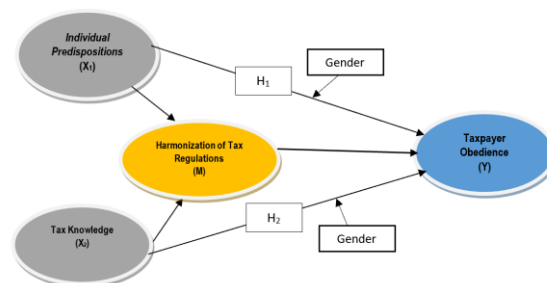 Individual
Predispositions
(X₁)
Gender
H₁
Harmonization of Tax
Regulations
(M)
Taxpayer
Obedience
(Y)
Tax Knowledge
(X₂)
H₂
Gender